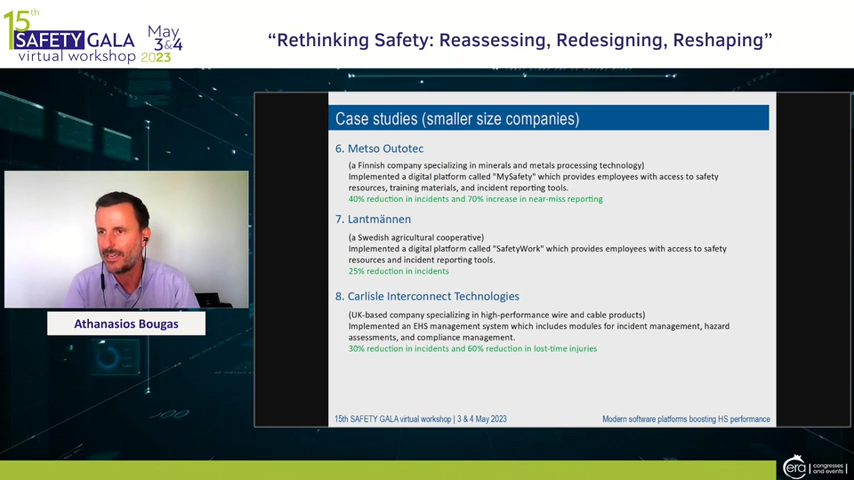 15th
SAFETY GALA
virtual workshop
May
3&4
2023
“Rethinking Safety: Reassessing, Redesigning, Reshaping”
Case studies (smaller size companies)
6. Metso Outotec
(a Finnish company specializing in minerals and metals processing technology)
Implemented a digital platform called "MySafety" which provides employees with access to safety
resources, training materials, and incident reporting tools.
40% reduction in incidents and 70% increase in near-miss reporting
7. Lantmännen
(a Swedish agricultural cooperative)
Implemented a digital platform called "SafetyWork" which provides employees with access to safety
resources and incident reporting tools.
25% reduction in incidents
8. Carlisle Interconnect Technologies
(UK-based company specializing in high-performance wire and cable products)
Implemented an EHS management system which includes modules for incident management, hazard
assessments, and compliance management.
30% reduction in incidents and 60% reduction in lost-time injuries
15th SAFETY GALA virtual workshop | 3 & 4 May 2023
Modern software platforms boosting HS performance
Athanasios Bougas
era
congresses
and events